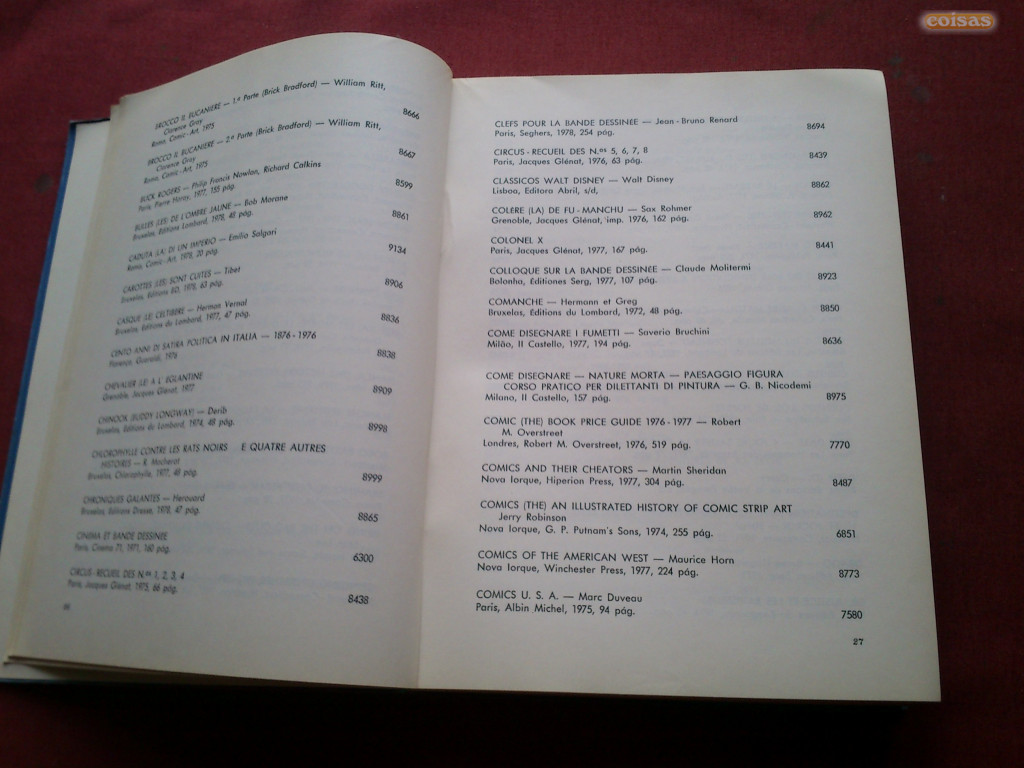 coisas
BROCCO IL BUCANIERE — 1.ª Parte (Brick Bradford) — William Ritt,
Clarence Gray
Roma, Comic-Art, 1975 8666
BROCCO IL BUCANIERE — 2.ª Parte (Brick Bradford) — William Ritt,
Clarence Gray
Roma, Comic-Art, 1975 8667
BUCK ROGERS — Philip Francis Nowlan, Richard Calkins
Paris, Pierre Horay, 1977, 155 pág. 8599
BULLES (LES) DE L'OMBRE JAUNE — Bob Morane
Bruxelas, Éditions Lombard, 1978, 48 pág. 8861
CADUTA (LA) DI UN IMPERIO — Emilio Salgari
Roma, Comic-Art, 1978, 20 pág. 9134
CAROTTES (LES) SONT CUITES — Tibet
Bruxelas, Éditions BD, 1978, 63 pág. 8906
CASQUE (LE) CELTIBERE — Herman Vernal
Bruxelas, Éditions du Lombard, 1977, 47 pág. 8836
CENTO ANNI DI SATIRA POLITICA IN ITALIA — 1876-1976
Florence, 1976 8838
CHEVALIER (LE) A L'EGLANTINE
Grenoble, Jacques Glénat, 1977 8909
CHINOOK (BUDDY LONGWAY) — Derib
Bruxelas, Éditions du Lombard, 1974, 48 pág. 8998
CHLOROPHYLLE CONTRE LES RATS NOIRS E QUATRE AUTRES
HISTOIRES — R. Macherot
Bruxelas, Chlorophylle, 1977, 48 pág. 8999
CHRONIQUES GALANTES — Herouard
Bruxelas, Éditions 1978, 47 pág. 8865
CINÉMA ET BANDE DESSINÉE
Paris, Cinema 71, 1971, 160 pág. 6300
CIRCUS-RECUEIL DES N.os 1, 2, 3, 4
Paris, Jacques Glénat, 1975, 66 pág. 8438
CLEFS POUR LA BANDE DESSINÉE — Jean-Bruno Renard
Paris, Seghers, 1978, 254 pág. 8694
CIRCUS-RECUEIL DES N.os 5, 6, 7, 8
Paris, Jacques Glénat, 1976, 63 pág. 8439
CLASSICOS WALT DISNEY — Walt Disney
Lisboa, Editora Abril, s/d, 8862
COLÈRE (LA) DE FU-MANCHU — Sax Rohmer
Grenoble, Jacques Glénat, imp. 1976, 162 pág. 8962
COLONEL X
Paris, Jacques Glénat, 1977, 167 pág. 8441
COLLOQUE SUR LA BANDE DESSINÉE — Claude Molitermi
Bolonha, Editiones Serg, 1977, 107 pág. 8923
COMANCHE — Hermann et Greg
Bruxelas, Éditions du Lombard, 1972, 48 pág. 8850
COME DISEGNARE I FUMETTI — Saverio Bruchini
Milão, Il Castello, 1977, 194 pág. 8636
COME DISEGNARE — NATURE MORTA — PAESAGGIO FIGURA
CORSO PRATICO PER DILETTANTI DI PINTURA — G. B. Nicodemi
Milano, Il Castello, 157 pág. 8975
COMIC (THE) BOOK PRICE GUIDE 1976-1977 — Robert
M. Overstreet
Londres, Robert M. Overstreet, 1976, 519 pág. 7770
COMICS AND THEIR CHEATORS — Martin Sheridan
Nova Iorque, Hiperion Press, 1977, 304 pág. 8487
COMICS (THE) AN ILLUSTRATED HISTORY OF COMIC STRIP ART
Jerry Robinson
Nova Iorque, G. P. Putnam's Sons, 1974, 255 pág. 6851
COMICS OF THE AMERICAN WEST — Maurice Horn
Nova Iorque, Winchester Press, 1977, 224 pág. 8773
COMICS U. S. A. — Marc Duveau
Paris, Albin Michel, 1975, 94 pág. 7580
27